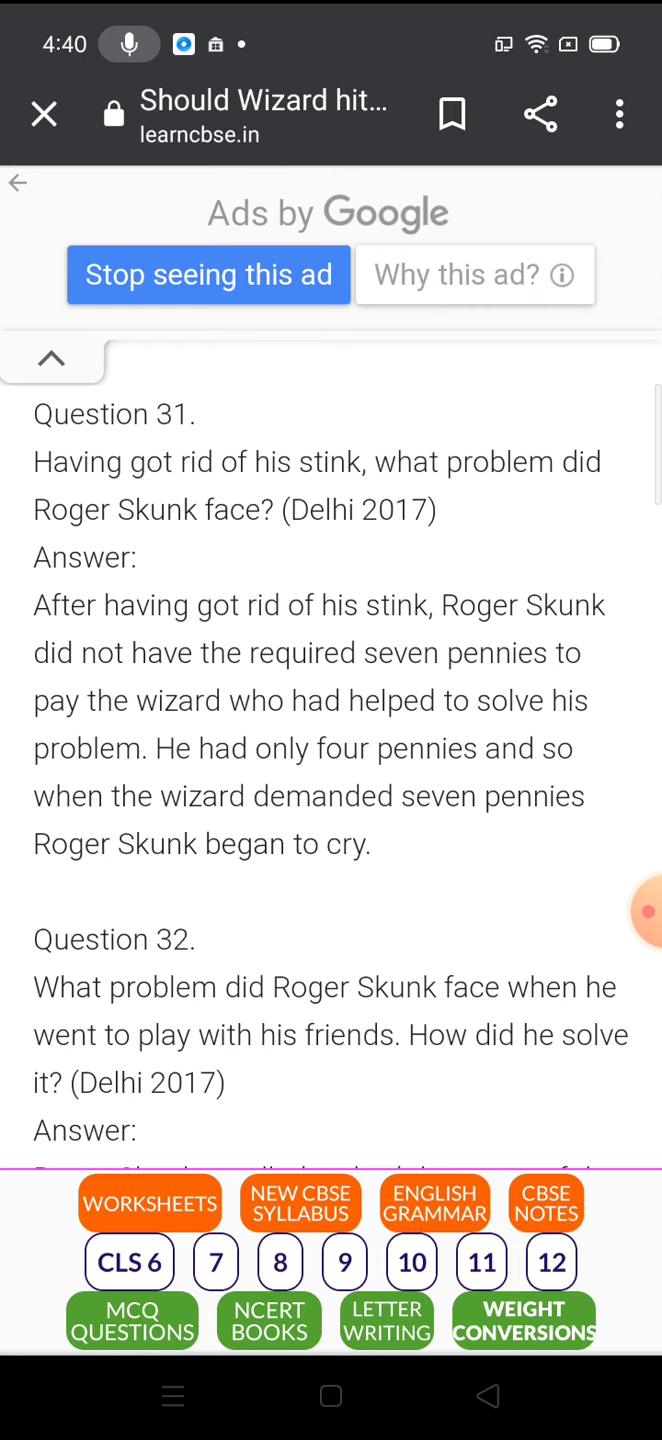 4:40
Should Wizard hit...
learncbse.in
Ads by Google
Stop seeing this ad
Why this ad?
Question 31.
Having got rid of his stink, what problem did
Roger Skunk face? (Delhi 2017)
Answer:
After having got rid of his stink, Roger Skunk
did not have the required seven pennies to
pay the wizard who had helped to solve his
problem. He had only four pennies and so
when the wizard demanded seven pennies
Roger Skunk began to cry.
Question 32.
What problem did Roger Skunk face when he
went to play with his friends. How did he solve
it? (Delhi 2017)
Answer:
WORKSHEETS
NEW CBSE
SYLLABUS
ENGLISH
GRAMMAR
CBSE
NOTES
CLS 6
7
8
9
10
11
12
MCQ
QUESTIONS
NCERT
BOOKS
LETTER
WRITING
WEIGHT
CONVERSIONS